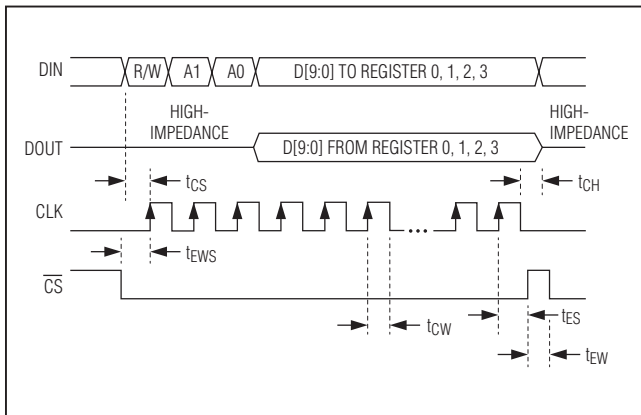 DIN
R/W
A1
A0
D[9:0] TO REGISTER 0, 1, 2, 3
HIGH-
IMPEDANCE
HIGH-
IMPEDANCE
DOUT
D[9:0] FROM REGISTER 0, 1, 2, 3
tCS
tCH
CLK
...
tEWS
CS
tCW
tES
tEW